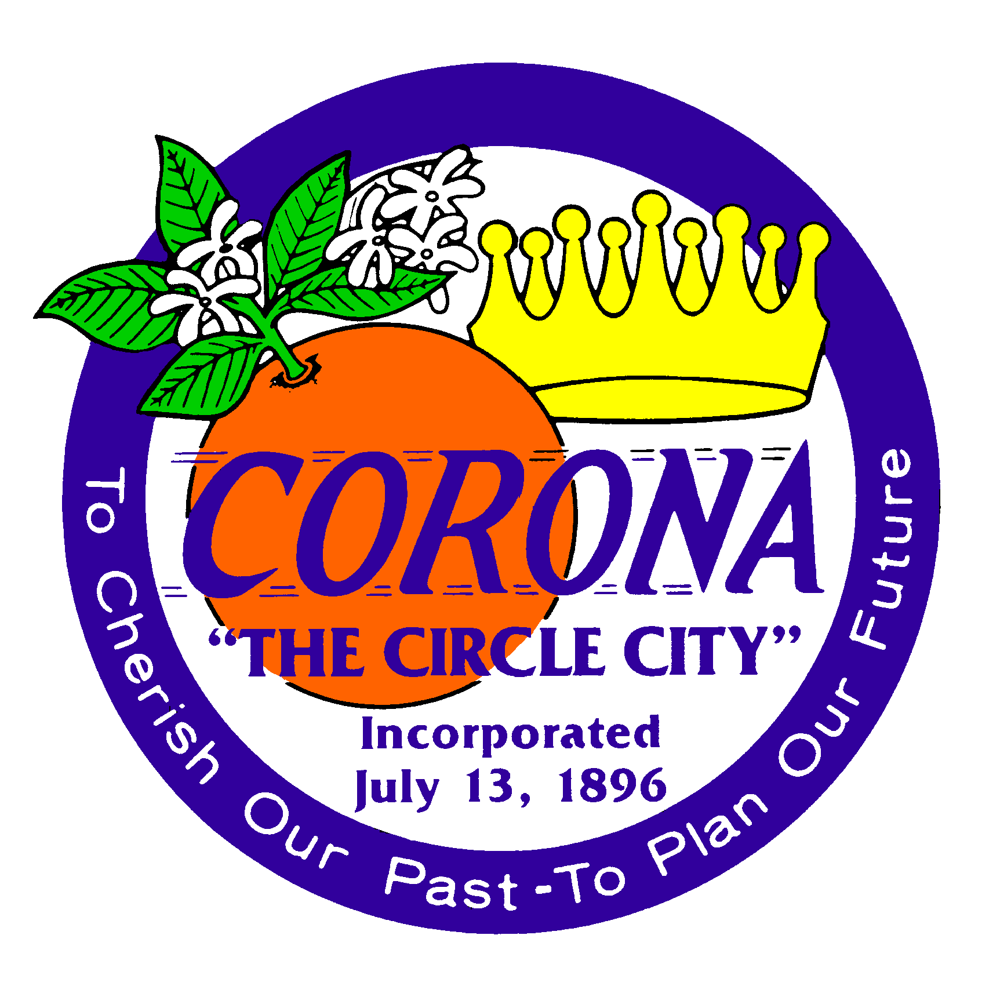 CORONA
“THE CIRCLE CITY”
Incorporated
July 13, 1896
To Cherish Our Past-To Plan Our Future